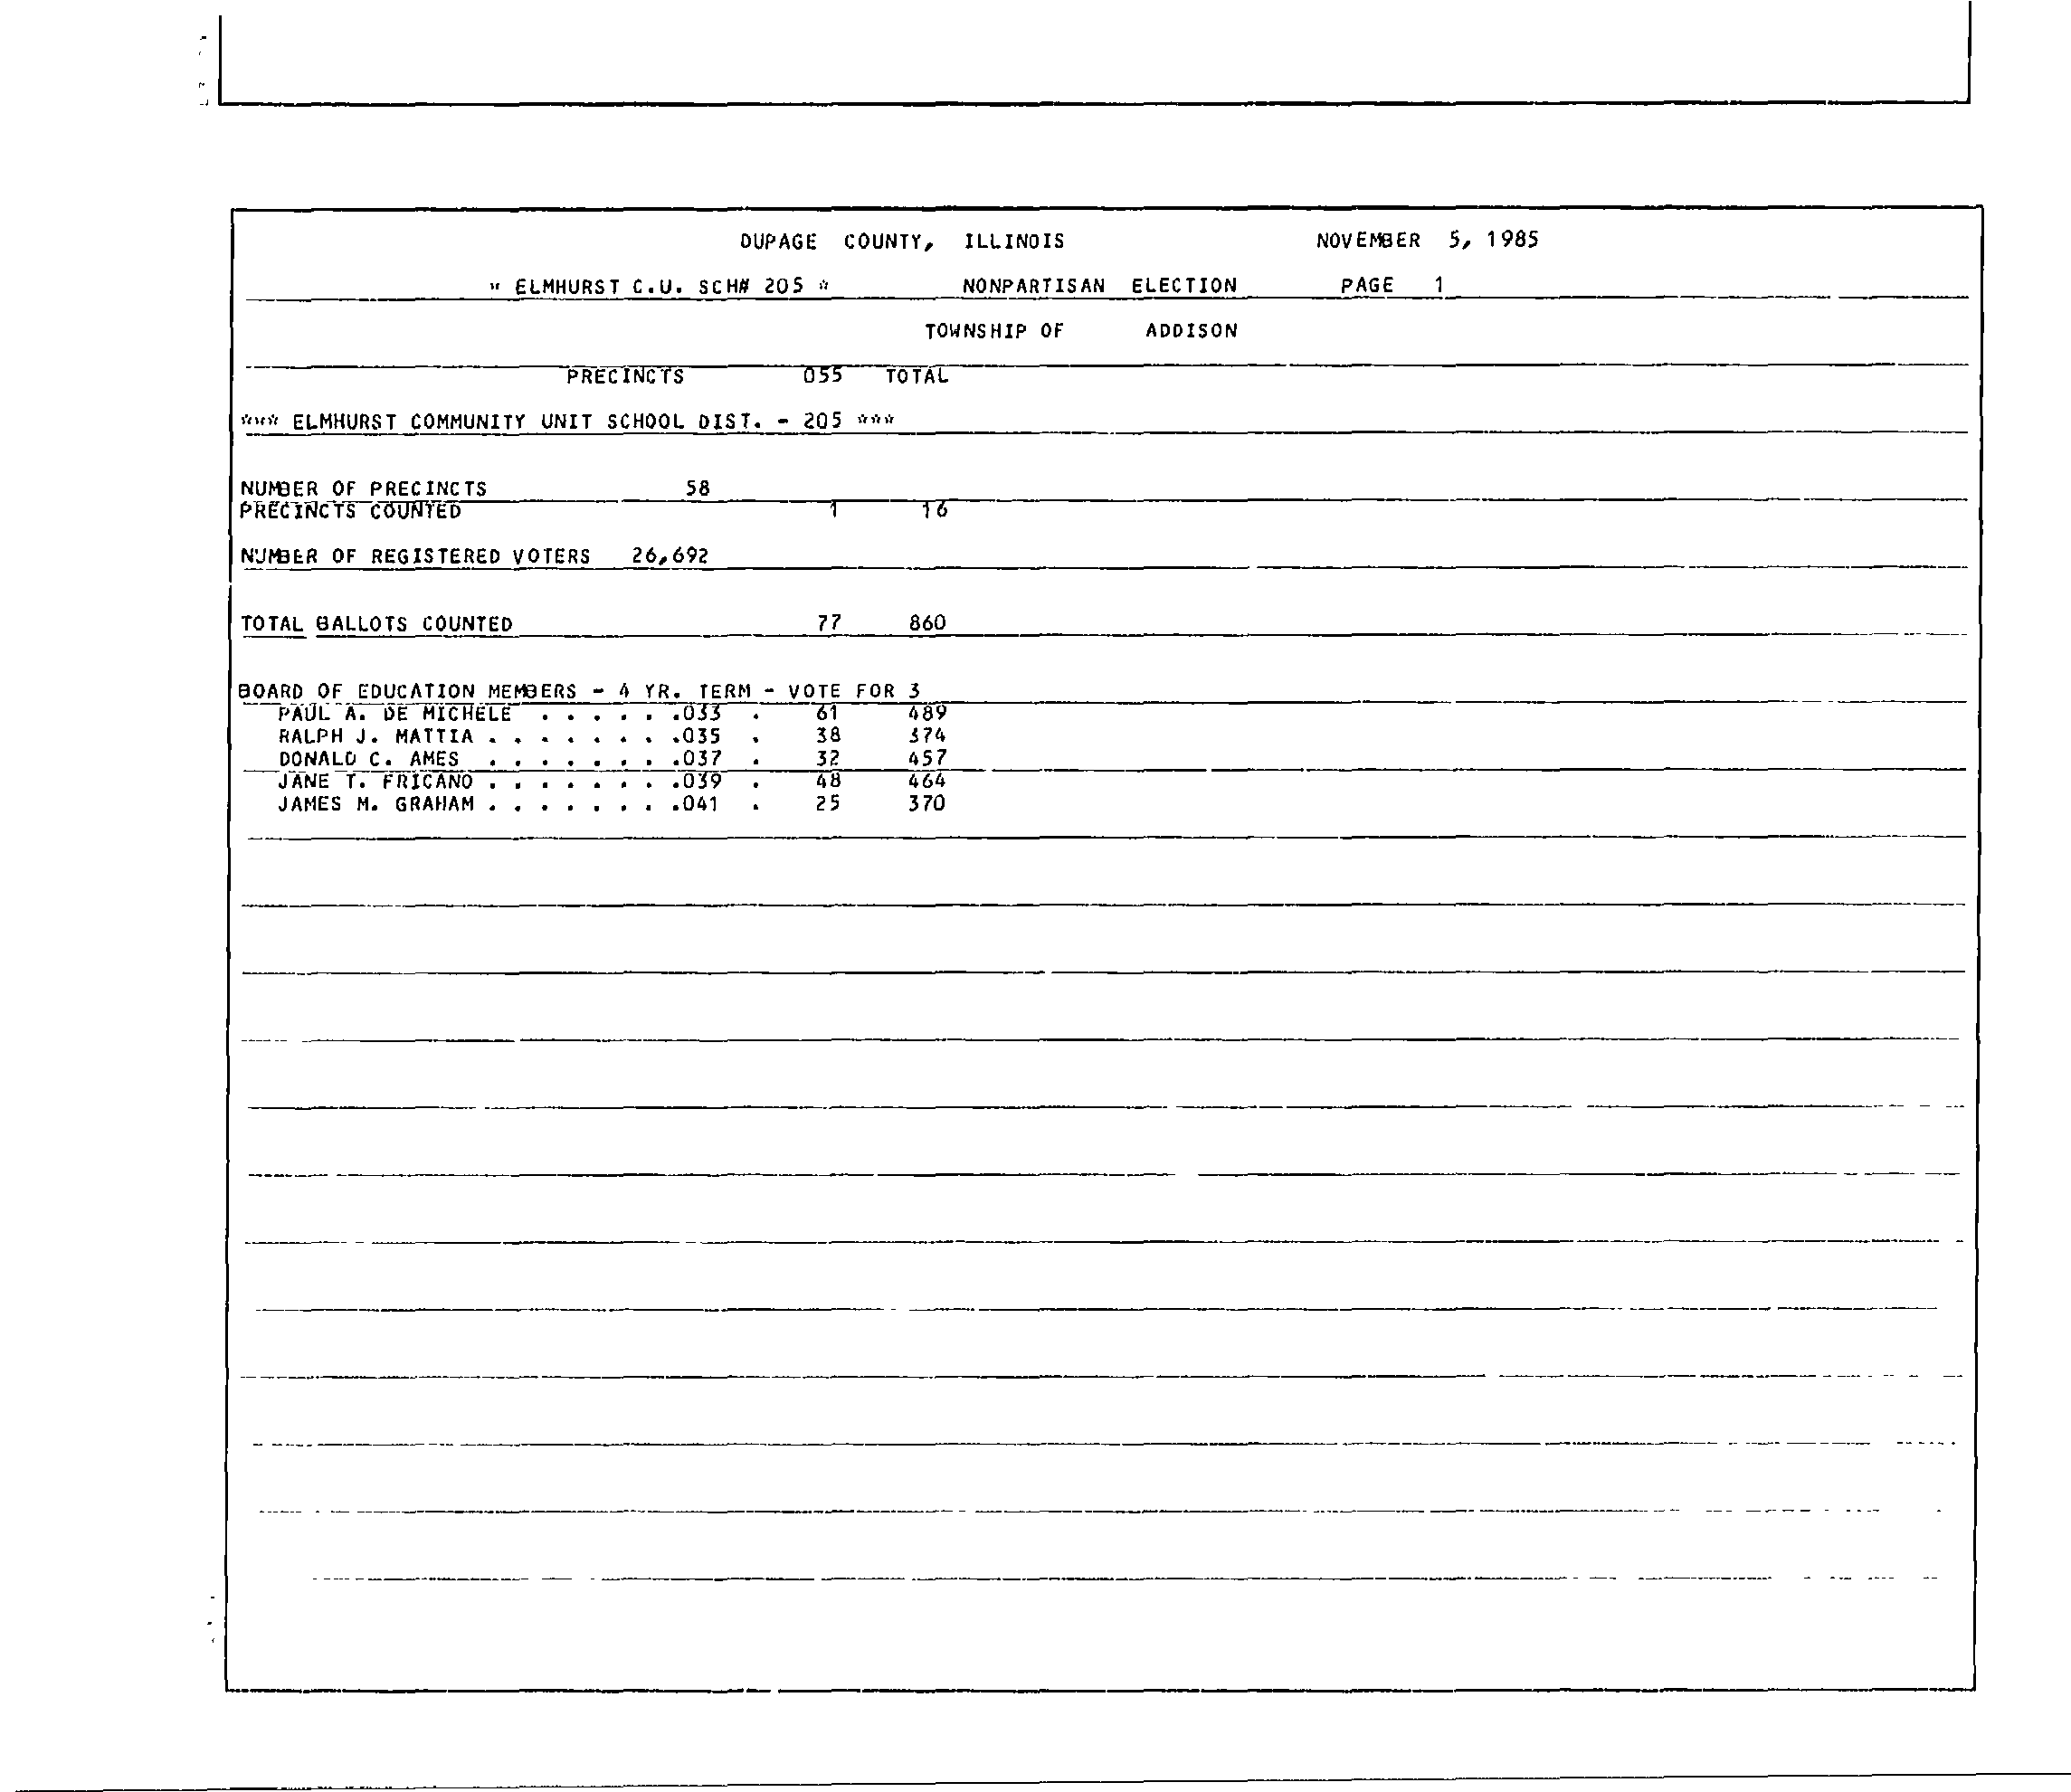 DUPAGE COUNTY, ILLINOIS NOVEMBER 5, 1985
* ELMHURST C.U. SCH# 205 * NONPARTISAN ELECTION PAGE 1
TOWNSHIP OF ADDISON
PRECINCTS 055 TOTAL
*** ELMHURST COMMUNITY UNIT SCHOOL DIST. - 205 ***
NUMBER OF PRECINCTS 58
PRECINCTS COUNTED 1 16
NUMBER OF REGISTERED VOTERS 26,692
TOTAL BALLOTS COUNTED 77 860
BOARD OF EDUCATION MEMBERS - 4 YR. TERM - VOTE FOR 3
PAUL A. DE MICHELE . . . . . .033 . 61 489
RALPH J. MATTIA . . . . . . . .035 . 38 374
DONALD C. AMES . . . . . . . .037 . 32 457
JANE T. FRICANO . . . . . . . .039 . 48 464
JAMES M. GRAHAM . . . . . . . .041 . 25 370